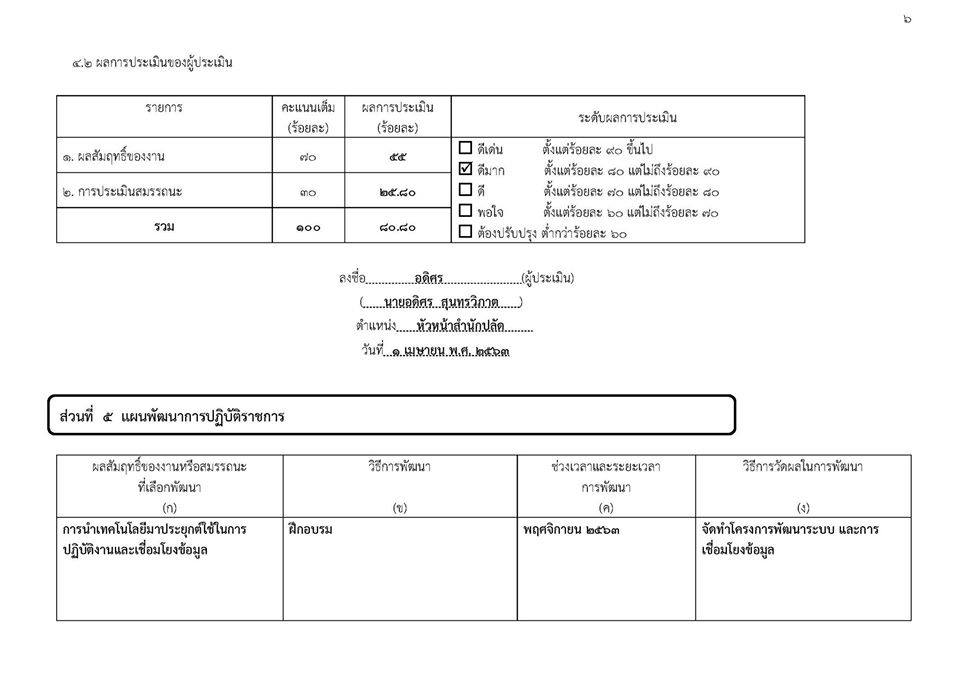 ๖
๔.๒ ผลการประเมินของผู้ประเมิน
รายการ คะแนนเต็ม (ร้อยละ) ผลการประเมิน (ร้อยละ) ระดับผลการประเมิน
๑. ผลสัมฤทธิ์ของงาน ๗๐ ๕๕
๒. การประเมินสมรรถนะ ๓๐ ๒๕.๘๐
รวม ๑๐๐ ๘๐.๘๐
☐ ดีเด่น ตั้งแต่ร้อยละ ๙๐ ขึ้นไป
☑ ดีมาก ตั้งแต่ร้อยละ ๘๐ แต่ไม่ถึงร้อยละ ๙๐
☐ ดี ตั้งแต่ร้อยละ ๗๐ แต่ไม่ถึงร้อยละ ๘๐
☐ พอใจ ตั้งแต่ร้อยละ ๖๐ แต่ไม่ถึงร้อยละ ๗๐
☐ ต้องปรับปรุง ต่ำกว่าร้อยละ ๖๐
ลงชื่อ อดิศร (ผู้ประเมิน)
( นายอดิศร สุนทรวิภาต )
ตำแหน่ง หัวหน้าสำนักปลัด
วันที่ ๑ เมษายน พ.ศ. ๒๕๖๓
ส่วนที่ ๕ แผนพัฒนาการปฏิบัติราชการ
ผลสัมฤทธิ์ของงานหรือสมรรถนะ
ที่เลือกพัฒนา
(ก)
วิธีการพัฒนา
(ข)
ช่วงเวลาและระยะเวลา
การพัฒนา
(ค)
วิธีการวัดผลในการพัฒนา
(ง)
การนำเทคโนโลยีมาประยุกต์ใช้ในการ
ปฏิบัติงานและเชื่อมโยงข้อมูล
ฝึกอบรม
พฤศจิกายน ๒๕๖๓
จัดทำโครงการพัฒนาระบบ และการ
เชื่อมโยงข้อมูล